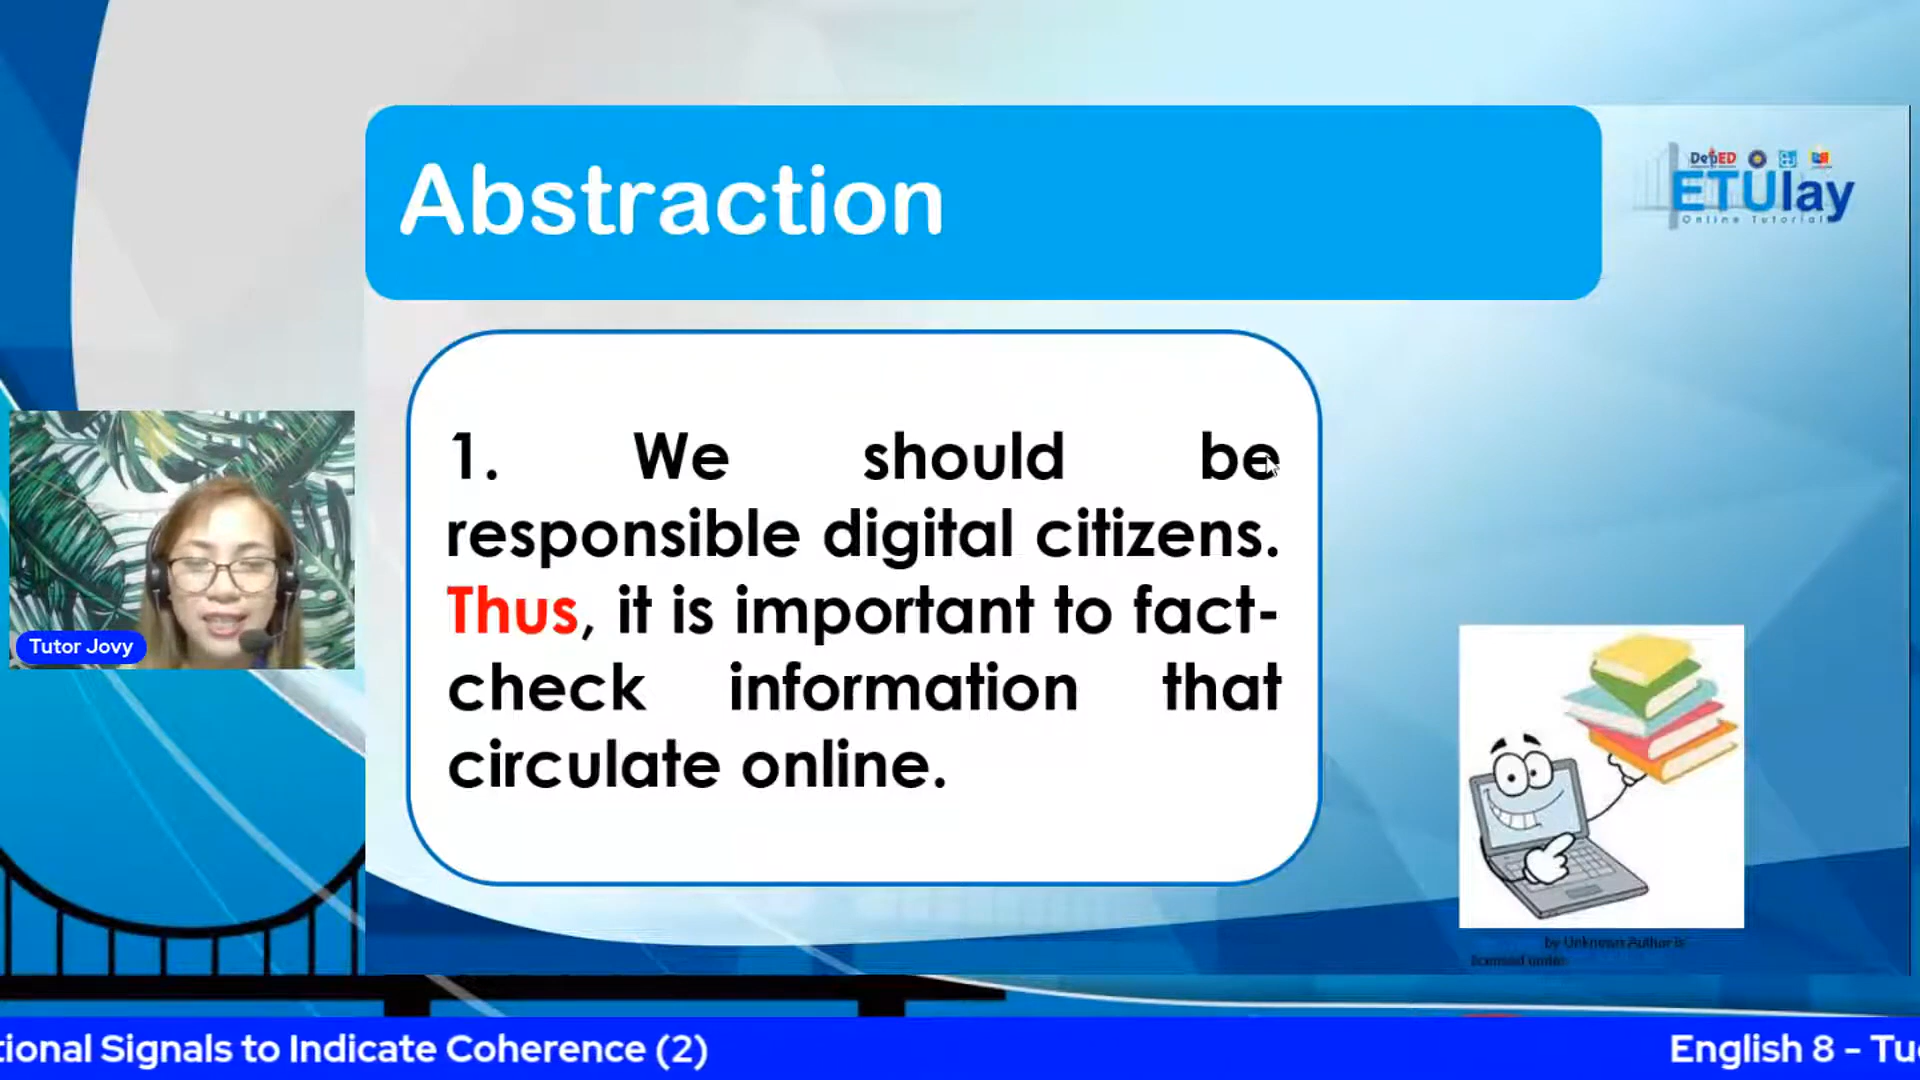 Abstraction
DepED
ETUlay
Online Tutorial
1. We should be
responsible digital citizens.
Thus, it is important to fact-
check information that
circulate online.
Tutor Jovy
by Unknown Author is
licensed under
tional Signals to Indicate Coherence (2)
English 8 - Tu